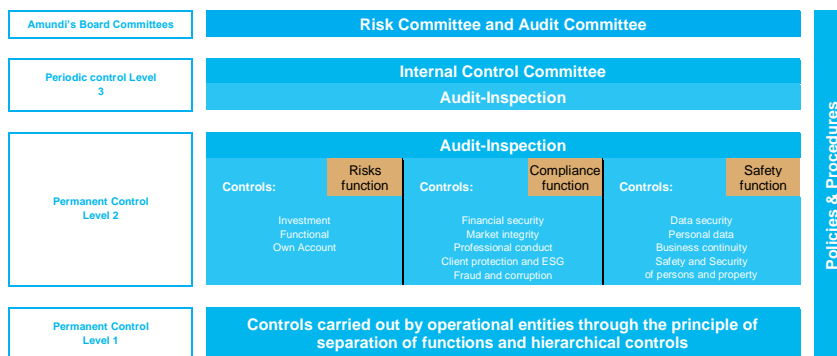 Amundi's Board Committees
Risk Committee and Audit Committee
Periodic control Level
3
Internal Control Committee
Audit-Inspection
Permanent Control
Level 2
Audit-Inspection
Controls:
Risks
function
Investment
Functional
Own Account
Controls:
Compliance
function
Financial security
Market integrity
Professional conduct
Client protection and ESG
Fraud and corruption
Controls:
Safety
function
Data security
Personal data
Business continuity
Safety and Security
of persons and property
Permanent Control
Level 1
Controls carried out by operational entities through the principle of
separation of functions and hierarchical controls
Policies & Procedures